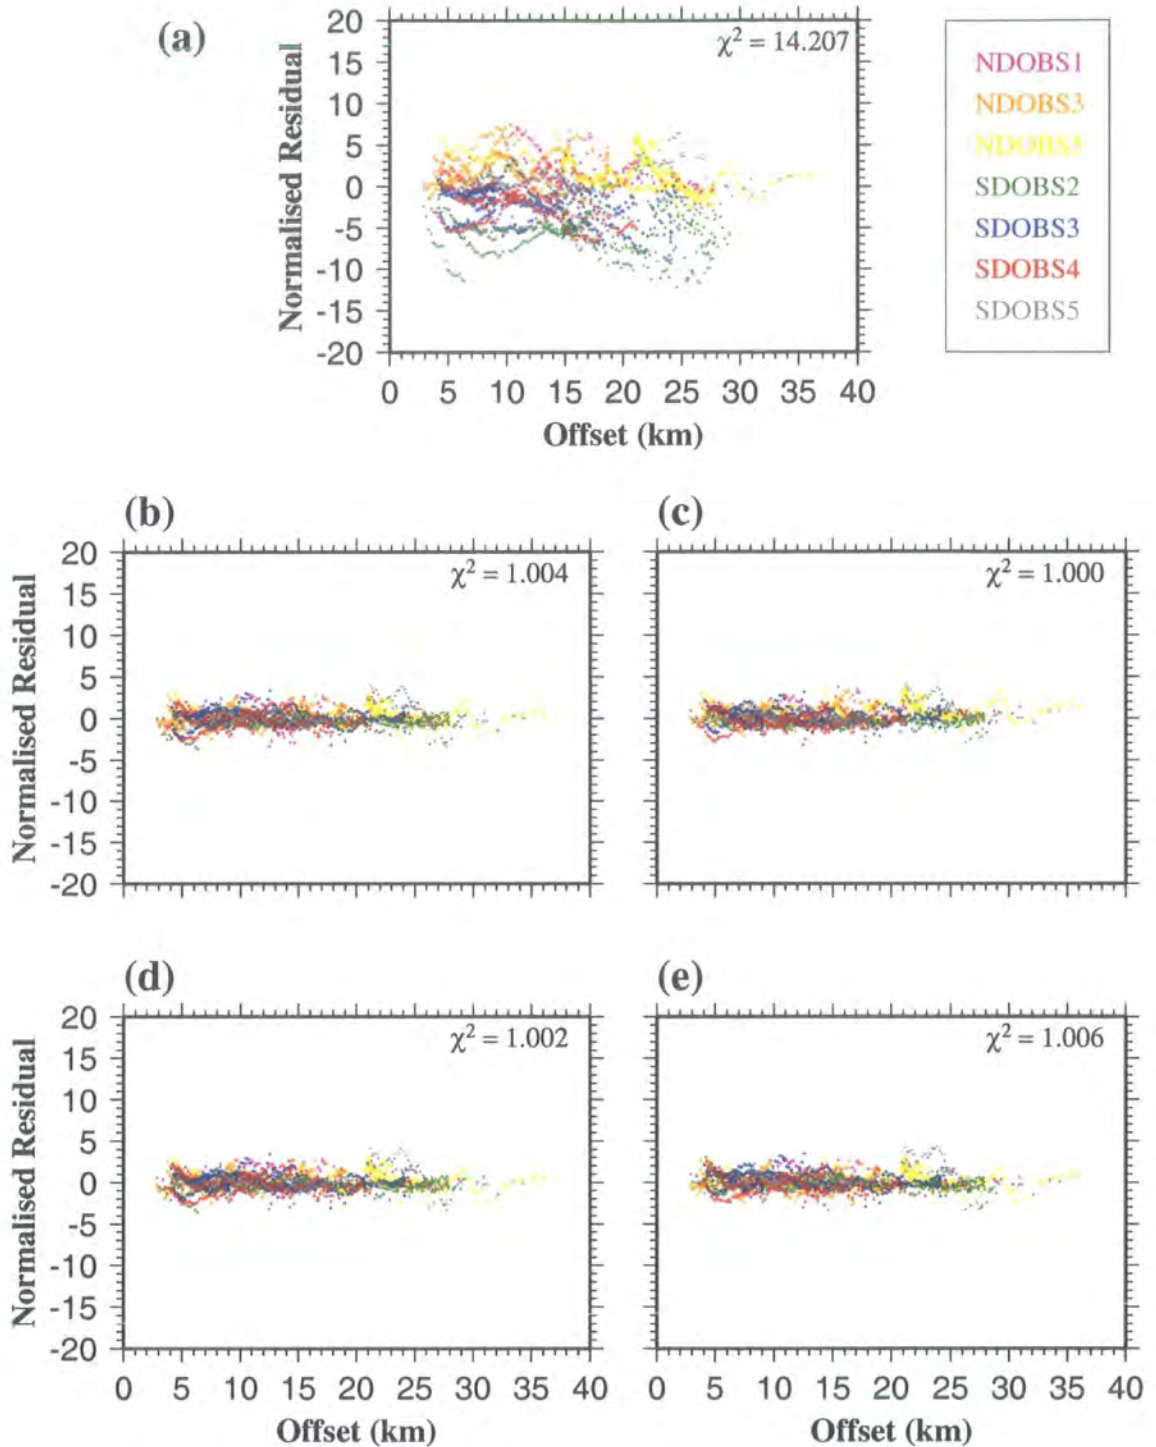 (a)
χ² = 14.207
Normalised Residual
20
15
10
5
0
-5
-10
-15
-20
0 5 10 15 20 25 30 35 40
Offset (km)
NDOBS1
NDOBS3
NDOBS5
SDOBS2
SDOBS3
SDOBS4
SDOBS5
(b)
χ² = 1.004
Normalised Residual
20
15
10
5
0
-5
-10
-15
-20
(c)
χ² = 1.000
(d)
χ² = 1.002
Normalised Residual
20
15
10
5
0
-5
-10
-15
-20
0 5 10 15 20 25 30 35 40
Offset (km)
(e)
χ² = 1.006
0 5 10 15 20 25 30 35 40
Offset (km)